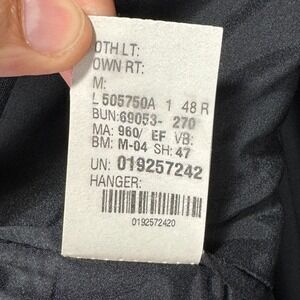 OTH LT:
OWN RT:
M:
L 505750A 1 48 R
BUN:69053- 270
MA: 960/ EF VB:
BM: M-04 SH: 47
UN: 019257242
HANGER:
0192572420